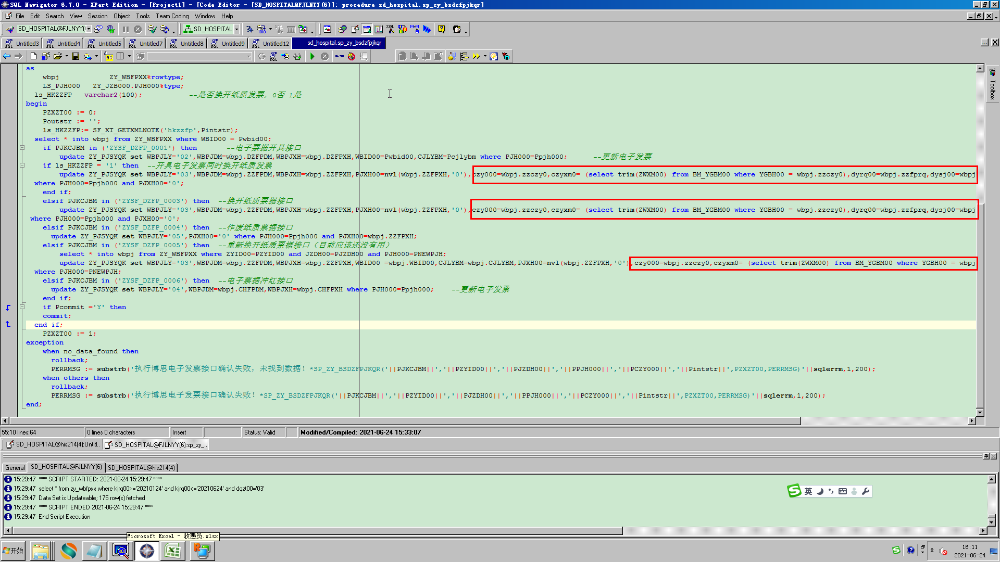 SQL Navigator 6.7.0 - XPert Edition - [Project1] - [Code Editor - [SD_HOSPITAL@FJLNYY(6)]: procedure sd_hospital.sp_zy_bsdzfpjkqr]
File Edit Search View Session Object Tools Team Coding Window Help
SD_HOSPITAL@FJLNYY( SD_HOSPITAL
Untitled3 Untitled4 Untitled5 Untitled7 Untitled8 Untitled9 Untitled12 sd_hospital.sp_zy_bsdzfpjkqr
Toolbox
as
wbpj ZY_WBFPXX%rowtype;
LS_PJH000 ZY_JZB000.PJH000%type;
ls_HKZZFP varchar2(100); --是否换开纸质发票，0否 1是
begin
PZXZT00 := 0;
Poutstr := '';
ls_HKZZFP:= SF_XT_GETXMLNOTE('hkzzfp',Pintstr);
select * into wbpj from ZY_WBFPXX where WBID00 = Pwbid00;
if PJKCJBM in ('ZYSF_DZFP_0001') then --电子票据开具接口
update ZY_PJSYQK set WBPJLY='02',WBPJDM=wbpj.DZFPDM,WBPJXH=wbpj.DZFPXH,WBID00=Pwbid00,CJLYBM=Pcjlybm where PJH000=Ppjh000; --更新电子发票
if ls_HKZZFP = '1' then --开具电子发票同时换开纸质发票
update ZY_PJSYQK set WBPJLY='03',WBPJDM=wbpj.ZZFPDM,WBPJXH=wbpj.ZZFPXH,PJXH00=nvl(wbpj.ZZFPXH,'0'),czy000=wbpj.zzczy0,czyxm0= (select trim(ZWXM00) from BM_YGBM00 where YGBH00 = wbpj.zzczy0),dyrq00=wbpj.zzfprq,dysj00=wbpj
where PJH000=Ppjh000 and PJXH00='0';
end if;
elsif PJKCJBM in ('ZYSF_DZFP_0003') then --换开纸质票据接口
update ZY_PJSYQK set WBPJLY='03',WBPJDM=wbpj.ZZFPDM,WBPJXH=wbpj.ZZFPXH,PJXH00=nvl(wbpj.ZZFPXH,'0'),czy000=wbpj.zzczy0,czyxm0= (select trim(ZWXM00) from BM_YGBM00 where YGBH00 = wbpj.zzczy0),dyrq00=wbpj.zzfprq,dysj00=wbpj
where PJH000=Ppjh000 and PJXH00='0';
elsif PJKCJBM in ('ZYSF_DZFP_0004') then --作废纸质票据接口
update ZY_PJSYQK set WBPJLY='05',PJXH00='0' where PJH000=Ppjh000 and PJXH00=wbpj.ZZFPXH;
elsif PJKCJBM in ('ZYSF_DZFP_0005') then --重新换开纸质票据接口（目前应该还没有用）
select * into wbpj from ZY_WBFPXX where ZYID00=PZYID00 and JZDH00=PJZDH00 and PJH000=PNEWPJH;
update ZY_PJSYQK set WBPJLY='03',WBPJDM=wbpj.ZZFPDM,WBPJXH=wbpj.ZZFPXH,WBID00 =wbpj.WBID00,CJLYBM=wbpj.CJLYBM,PJXH00=nvl(wbpj.ZZFPXH,'0'),czy000=wbpj.zzczy0,czyxm0= (select trim(ZWXM00) from BM_YGBM00 where YGBH00 = wbpj
where PJH000=PNEWPJH;
elsif PJKCJBM in ('ZYSF_DZFP_0006') then --电子票据冲红接口
update ZY_PJSYQK set WBPJLY='04',WBPJDM=wbpj.CHFPDM,WBPJXH=wbpj.CHFPXH where PJH000=Ppjh000; --更新电子发票
end if;
if Pcommit ='Y' then
commit;
end if;
PZXZT00 := 1;
exception
when no_data_found then
rollback;
PERRMSG := substrb('执行博思电子发票接口确认失败，未找到数据！*SP_ZY_BSDZFPJKQR('||PJKCJBM||','||PZYID00||','||PJZDH00||','||PPJH000||','||PCZY000||','||Pintstr||',PZXZT00,PERRMSG)'||sqlerrm,1,200);
when others then
rollback;
PERRMSG := substrb('执行博思电子发票接口确认失败！*SP_ZY_BSDZFPJKQR('||PJKCJBM||','||PZYID00||','||PJZDH00||','||PPJH000||','||PCZY000||','||Pintstr||',PZXZT00,PERRMSG)'||sqlerrm,1,200);
end;
55:10 lines:64 0 lines 0 characters Insert Status: Valid Modified/Compiled: 2021-06-24 15:33:07
SD_HOSPITAL@his214(4):Untitl.. SD_HOSPITAL@FJLNYY(6):sp_zy_..
General SD_HOSPITAL@FJLNYY(6) SD_HOSPITAL@his214(4)
15:29:47 **** SCRIPT STARTED: 2021-06-24 15:29:47 ****
15:29:47 select * from zy_wbfpxx where kjrq00>='20210124' and kjrq00<='20210624' and dqzt00='03'
15:29:47 Data Set is Updateable; 175 row(s) fetched
15:29:47 **** SCRIPT ENDED 2021-06-24 15:29:47 ****
15:29:47 End Script Execution
英
Microsoft Excel - 收费员.xlsx
开始
16:11
2021-06-24